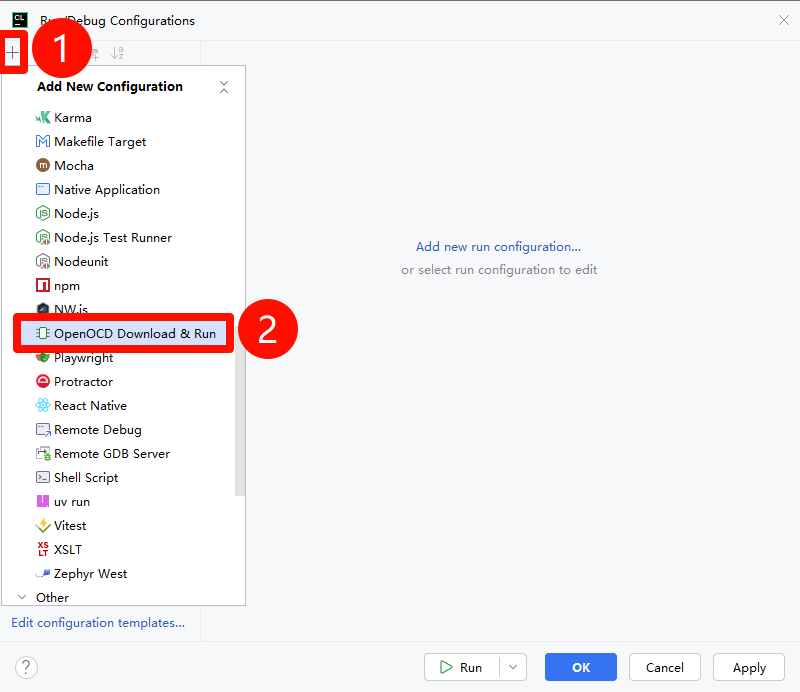 CL
Run/Debug Configurations
1
Add New Configuration
Karma
Makefile Target
m
Mocha
Native Application
Node.js
Node.js Test Runner
Nodeunit
npm
NW.js
OpenOCD Download & Run
2
Playwright
Protractor
React Native
Remote Debug
Remote GDB Server
Shell Script
uv run
Vitest
XS
LT
XSLT
Zephyr West
Other
Add new run configuration...
or select run configuration to edit
Edit configuration templates...
?
Run
OK
Cancel
Apply